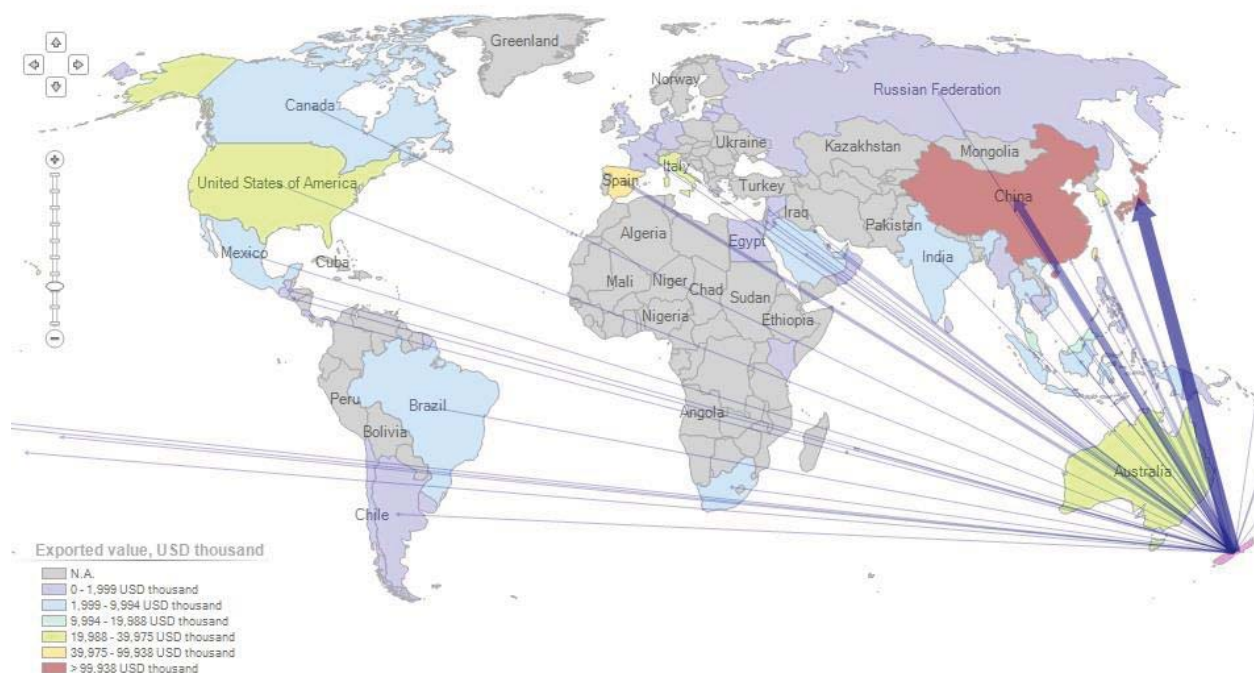 Greenland
Norway
Russian Federation
Canada
Ukraine
Kazakhstan
Mongolia
Italy
United States of America
Spain
Turkey
China
Iraq
Pakistan
Algeria
Egypt
Mexico
Cuba
India
Mali
Niger
Chad
Sudan
Nigeria
Ethiopia
Peru
Brazil
Angola
Bolivia
Australia
Chile
Exported value, USD thousand
N.A.
0 - 1,999 USD thousand
1,999 - 9,994 USD thousand
9,994 - 19,988 USD thousand
19,988 - 39,975 USD thousand
39,975 - 99,938 USD thousand
> 99,938 USD thousand